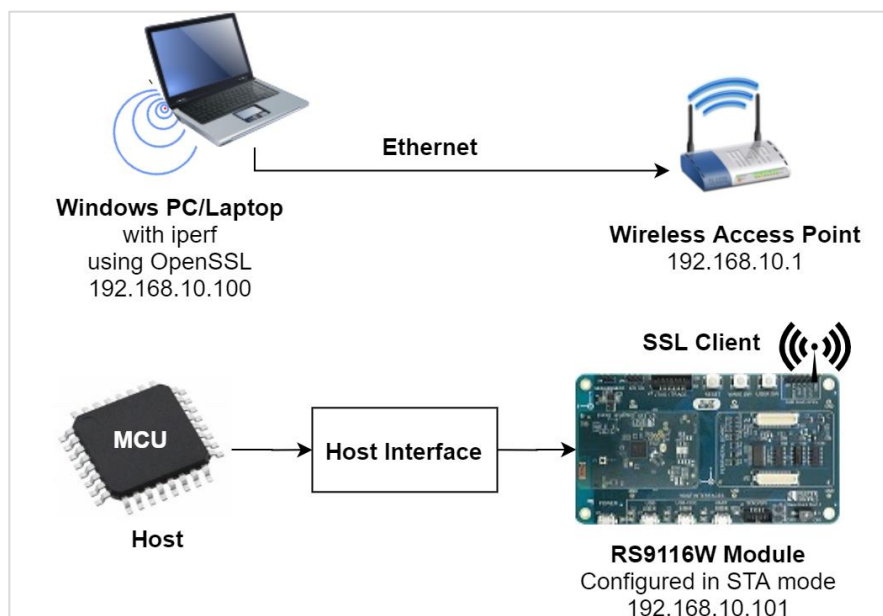 Ethernet
Windows PC/Laptop
with iperf
using OpenSSL
192.168.10.100
Wireless Access Point
192.168.10.1
SSL Client
MCU
Host Interface
Host
RS9116W Module
Configured in STA mode
192.168.10.101